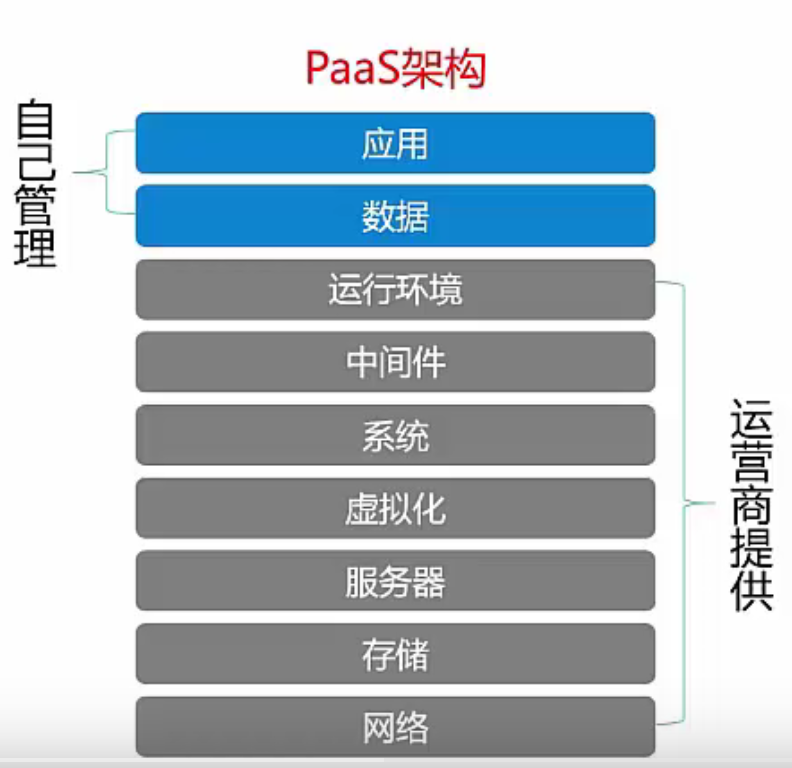 PaaS架构
自己管理
应用
数据
运行环境
中间件
系统
虚拟化
服务器
存储
网络
运营商提供